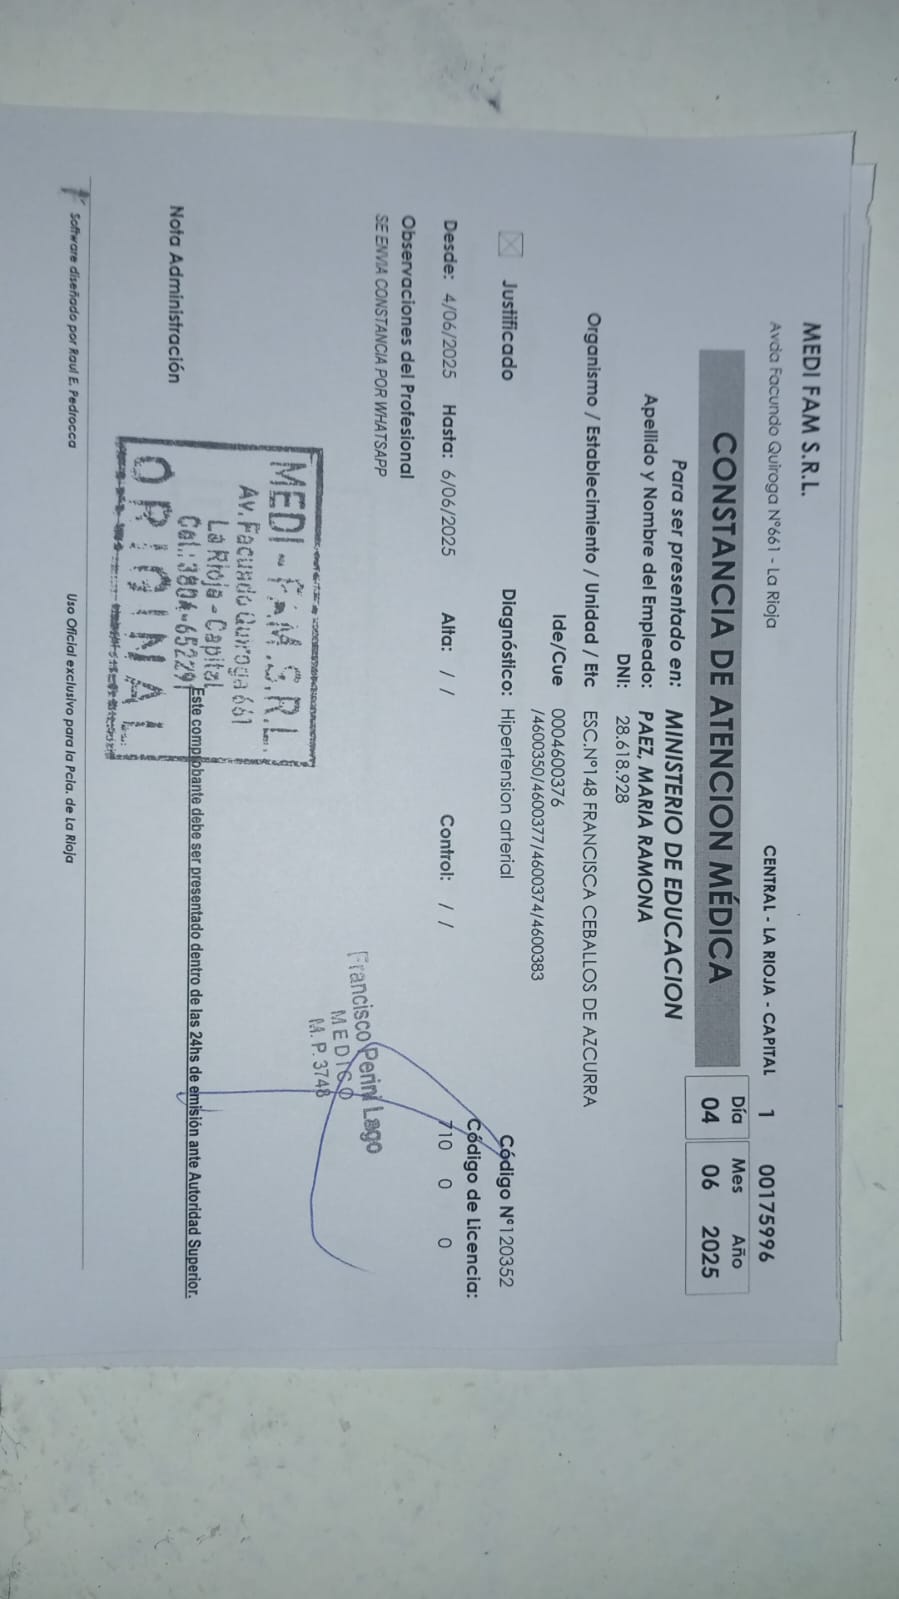 MEDI FAM S.R.L.
Avda Facundo Quiroga Nº661 - La Rioja
CENTRAL - LA RIOJA - CAPITAL 1 00175996
CONSTANCIA DE ATENCION MÉDICA
Día Mes Año
04 06 2025
Para ser presentado en: MINISTERIO DE EDUCACION
Apellido y Nombre del Empleado: PAEZ, MARIA RAMONA
DNI: 28.618.928
Organismo / Establecimiento / Unidad / Etc ESC.Nº148 FRANCISCA CEBALLOS DE AZCURRA
Ide/Cue 0004600376
/4600350/4600377/4600374/4600383
Justificado Diagnóstico: Hipertension arterial Código Nº120352
Código de Licencia:
Desde: 4/06/2025 Hasta: 6/06/2025 Alta: / / Control: / / 710 0 0
Observaciones del Profesional
SE ENVIA CONSTANCIA POR WHATSAPP
Francisco Perini Lago
MEDICO
M. P. 3748
MEDI - FAM S.R.L.
Av. Facundo Quiroga 661
La Rioja - Capital
Cel.: 3804-652291
ORIGINAL
Nota Administración
Este comprobante debe ser presentado dentro de las 24hs de emisión ante Autoridad Superior.
Software diseñado por Raul E. Pedrocca Uso Oficial exclusivo para la Pcia. de La Rioja